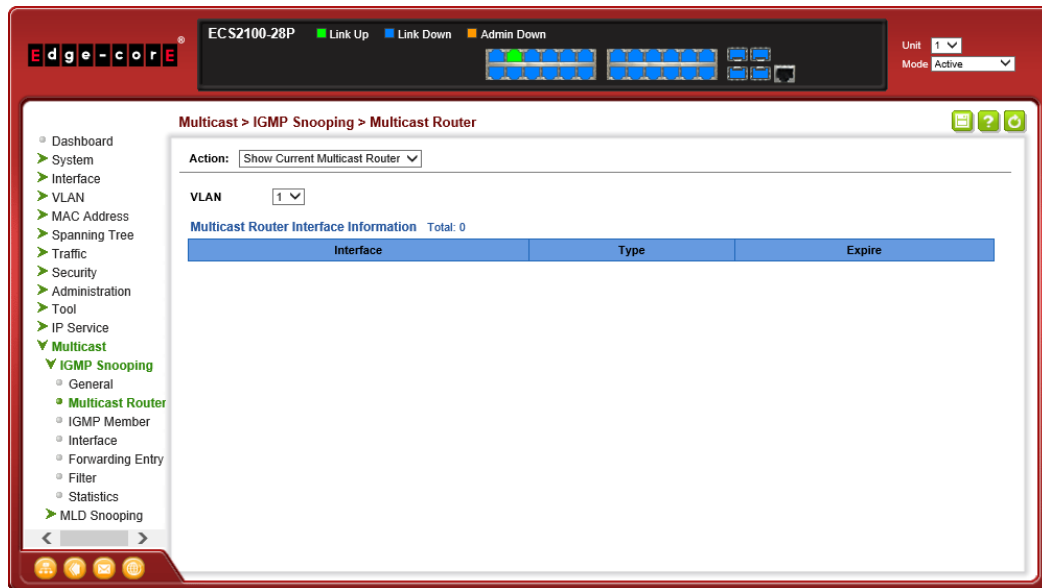 Edge-corE®
ECS2100-28P Link Up Link Down Admin Down
Unit 1
Mode Active
Multicast > IGMP Snooping > Multicast Router
Action: Show Current Multicast Router
VLAN 1
Multicast Router Interface Information Total: 0
Interface Type Expire
Dashboard
System
Interface
VLAN
MAC Address
Spanning Tree
Traffic
Security
Administration
Tool
IP Service
Multicast
IGMP Snooping
General
Multicast Router
IGMP Member
Interface
Forwarding Entry
Filter
Statistics
MLD Snooping